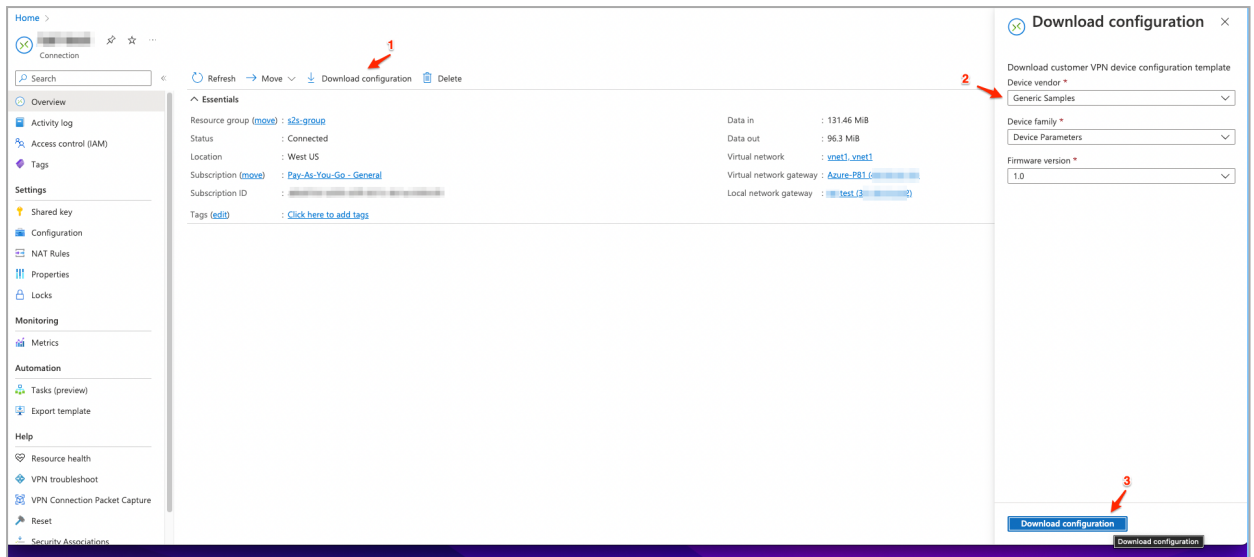 Home >
Connection
Search
Overview
Activity log
Access control (IAM)
Tags
Settings
Shared key
Configuration
NAT Rules
Properties
Locks
Monitoring
Metrics
Automation
Tasks (preview)
Export template
Help
Resource health
VPN troubleshoot
VPN Connection Packet Capture
Reset
Security Associations
1
Refresh Move Download configuration Delete
Essentials
Resource group (move) : s2s-group
Status : Connected
Location : West US
Subscription (move) : Pay-As-You-Go - General
Subscription ID :
Tags (edit) : Click here to add tags
Data in : 131.46 MiB
Data out : 96.3 MiB
Virtual network : vnet1, vnet1
Virtual network gateway : Azure-P81 (
Local network gateway : test (3
Download configuration
Download customer VPN device configuration template
2
Device vendor *
Generic Samples
Device family *
Device Parameters
Firmware version *
1.0
3
Download configuration
Download configuration